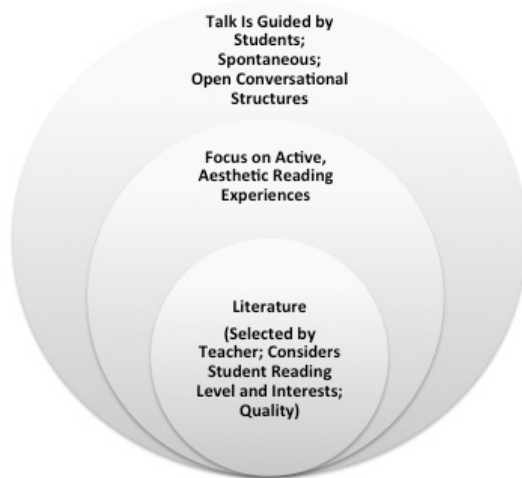 Talk Is Guided by
Students;
Spontaneous;
Open Conversational
Structures
Focus on Active,
Aesthetic Reading
Experiences
Literature
(Selected by
Teacher; Considers
Student Reading
Level and Interests;
Quality)